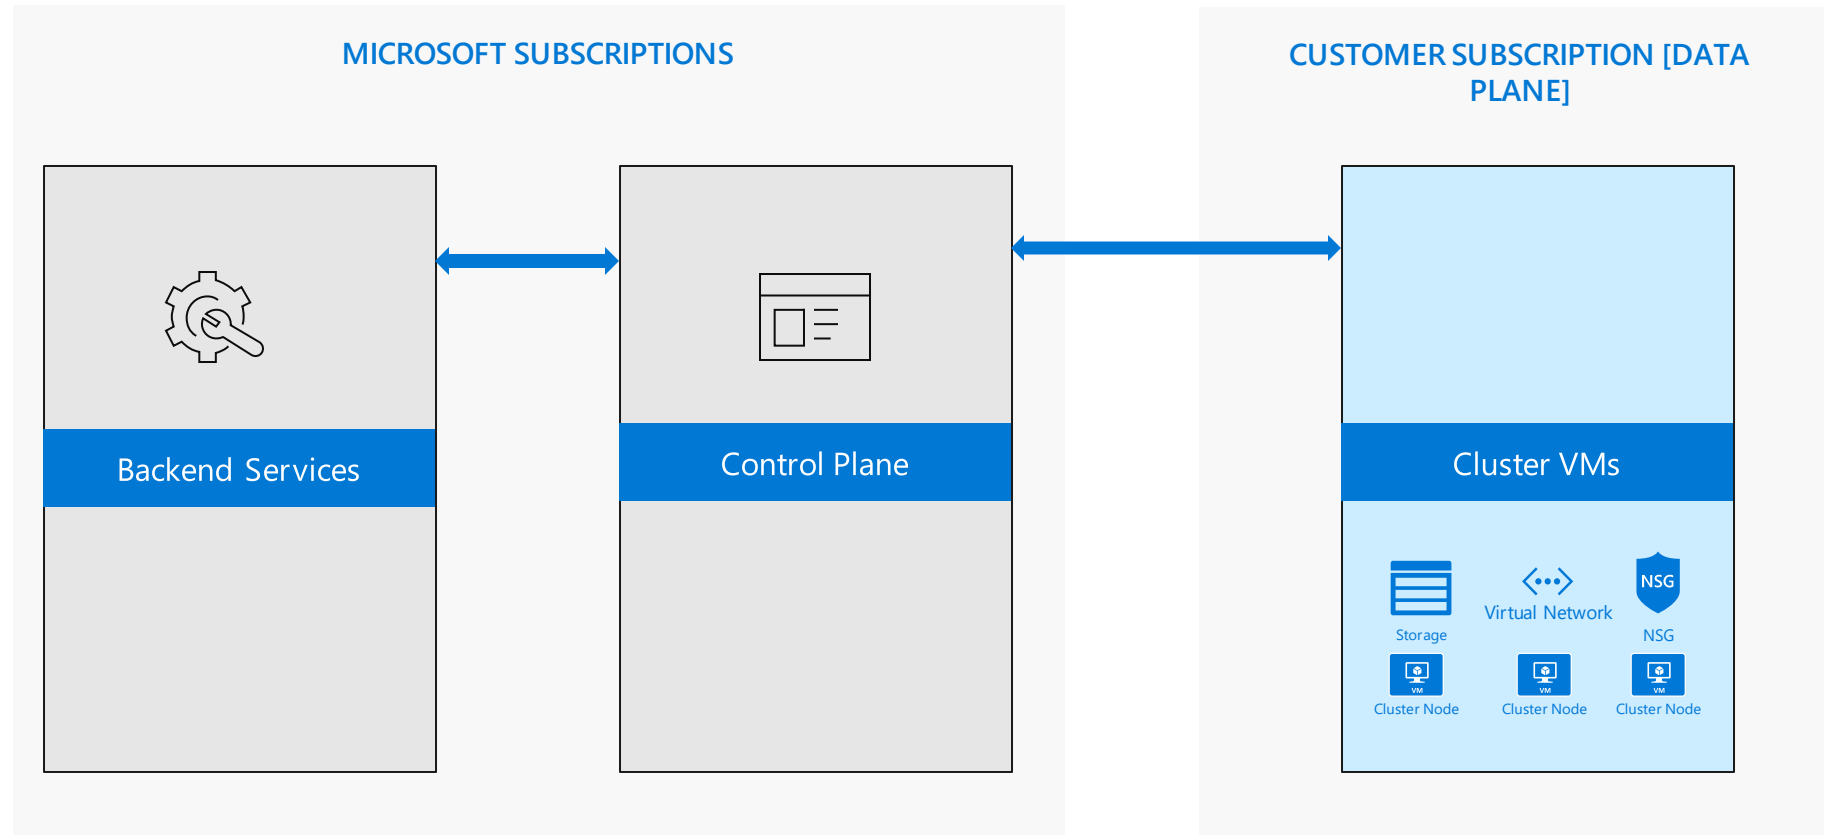 MICROSOFT SUBSCRIPTIONS
CUSTOMER SUBSCRIPTION [DATA
PLANE]
Backend Services
Control Plane
Cluster VMs
NSG
Virtual Network
Storage
NSG
VM
VM
VM
Cluster Node
Cluster Node
Cluster Node